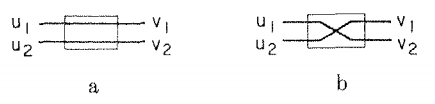 u₁ v₁ u₁ v₁
u₂ v₂ u₂ v₂
a b